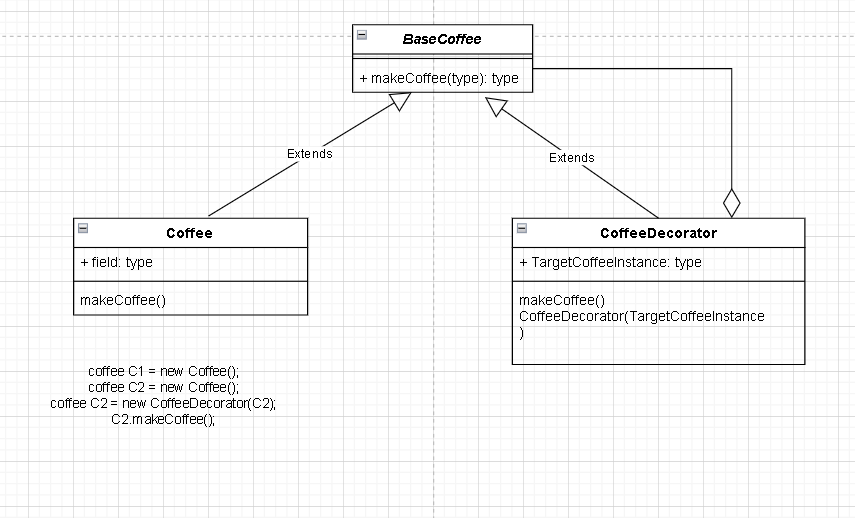 BaseCoffee
+ makeCoffee(type): type
Extends
Extends
Coffee
+ field: type
makeCoffee()
CoffeeDecorator
+ TargetCoffeeInstance: type
makeCoffee()
CoffeeDecorator(TargetCoffeeInstance
)
coffee C1 = new Coffee();
coffee C2 = new Coffee();
coffee C2 = new CoffeeDecorator(C2);
C2.makeCoffee();